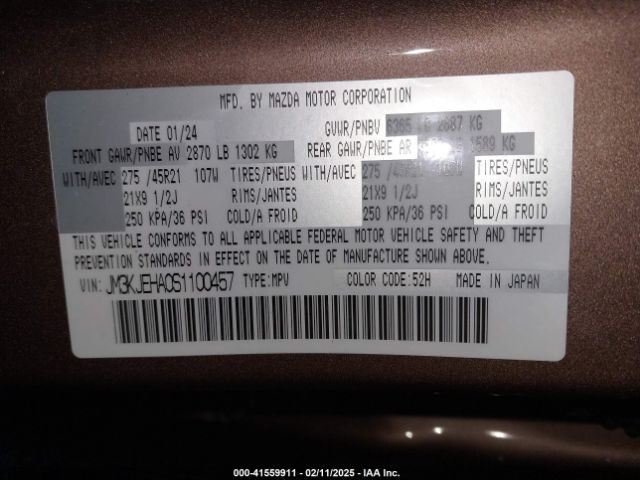 MFD. BY MAZDA MOTOR CORPORATION
DATE 01/24 GVWR/PNBV 6365 LB 2887 KG
FRONT GAWR/PNBE AV 2870 LB 1302 KG REAR GAWR/PNBE AR 1589 KG
WITH/AVEC 275 /45R21 107W TIRES/PNEUS WITH/AVEC 275 /45R21 TIRES/PNEUS
21X9 1/2J RIMS/JANTES 21X9 1/2J RIMS/JANTES
250 KPA/36 PSI COLD/A FROID 250 KPA/36 PSI COLD/A FROID
THIS VEHICLE CONFORMS TO ALL APPLICABLE FEDERAL MOTOR VEHICLE SAFETY AND THEFT
PREVENTION STANDARDS IN EFFECT ON THE DATE OF MANUFACTURE SHOWN ABOVE.
VIN: JM3KJEHA0S1100457 TYPE:MPV COLOR CODE:52H MADE IN JAPAN
000-41559911 - 02/11/2025 - IAA Inc.